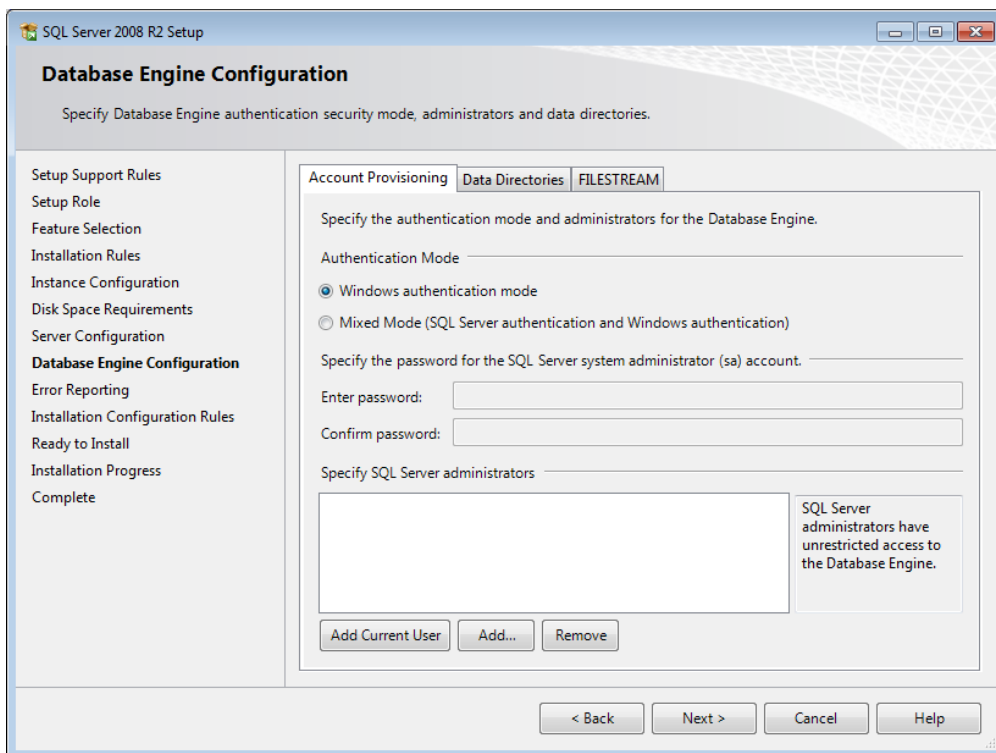 SQL Server 2008 R2 Setup
Database Engine Configuration
Specify Database Engine authentication security mode, administrators and data directories.
Setup Support Rules
Setup Role
Feature Selection
Installation Rules
Instance Configuration
Disk Space Requirements
Server Configuration
Database Engine Configuration
Error Reporting
Installation Configuration Rules
Ready to Install
Installation Progress
Complete
Account Provisioning Data Directories FILESTREAM
Specify the authentication mode and administrators for the Database Engine.
Authentication Mode
Windows authentication mode
Mixed Mode (SQL Server authentication and Windows authentication)
Specify the password for the SQL Server system administrator (sa) account.
Enter password:
Confirm password:
Specify SQL Server administrators
SQL Server
administrators have
unrestricted access to
the Database Engine.
Add Current User Add... Remove
< Back Next > Cancel Help